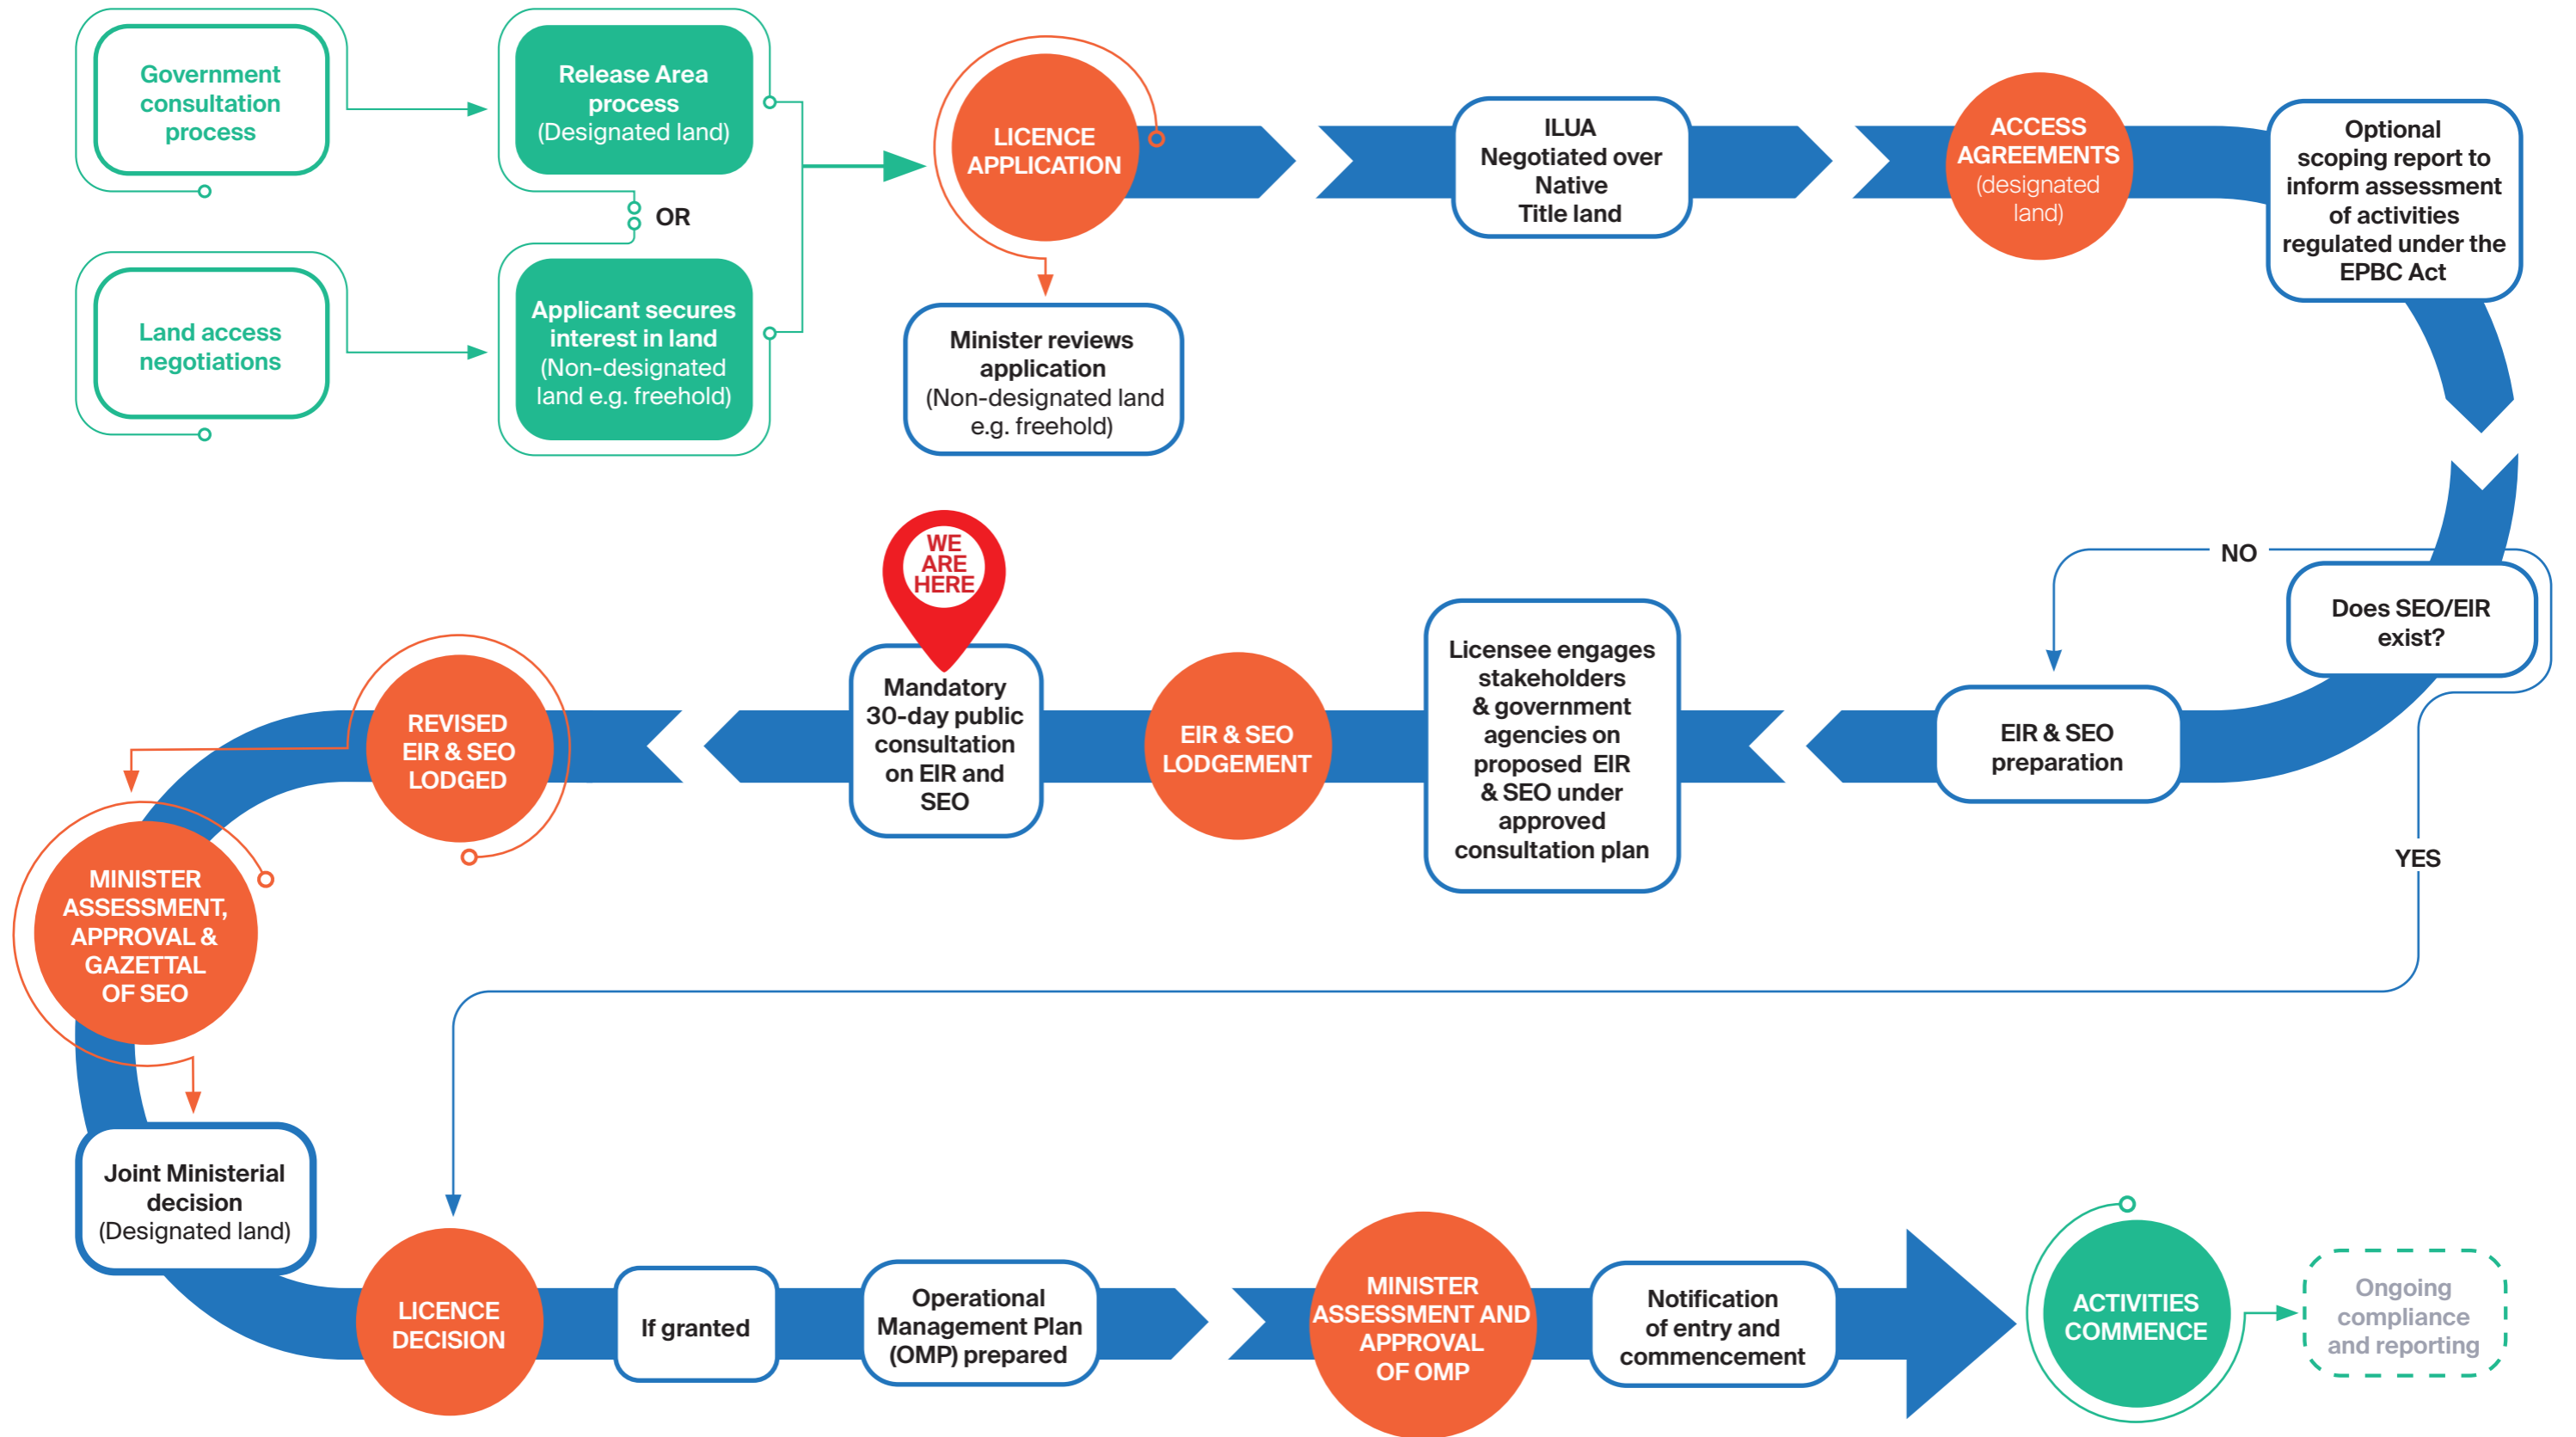 Government
consultation
process
Release Area
process
(Designated land)
OR
Land access
negotiations
Applicant secures
interest in land
(Non-designated
land e.g. freehold)
LICENCE
APPLICATION
Minister reviews
application
(Non-designated land
e.g. freehold)
ILUA
Negotiated over
Native
Title land
ACCESS
AGREEMENTS
(designated
land)
Optional
scoping report to
inform assessment
of activities
regulated under the
EPBC Act
Does SEO/EIR
exist?
NO
YES
EIR & SEO
preparation
Licensee engages
stakeholders
& government
agencies on
proposed EIR
& SEO under
approved
consultation plan
EIR & SEO
LODGEMENT
WE
ARE
HERE
Mandatory
30-day public
consultation
on EIR and
SEO
REVISED
EIR & SEO
LODGED
MINISTER
ASSESSMENT,
APPROVAL &
GAZETTAL
OF SEO
Joint Ministerial
decision
(Designated land)
LICENCE
DECISION
If granted
Operational
Management Plan
(OMP) prepared
MINISTER
ASSESSMENT AND
APPROVAL
OF OMP
Notification
of entry and
commencement
ACTIVITIES
COMMENCE
Ongoing
compliance
and reporting